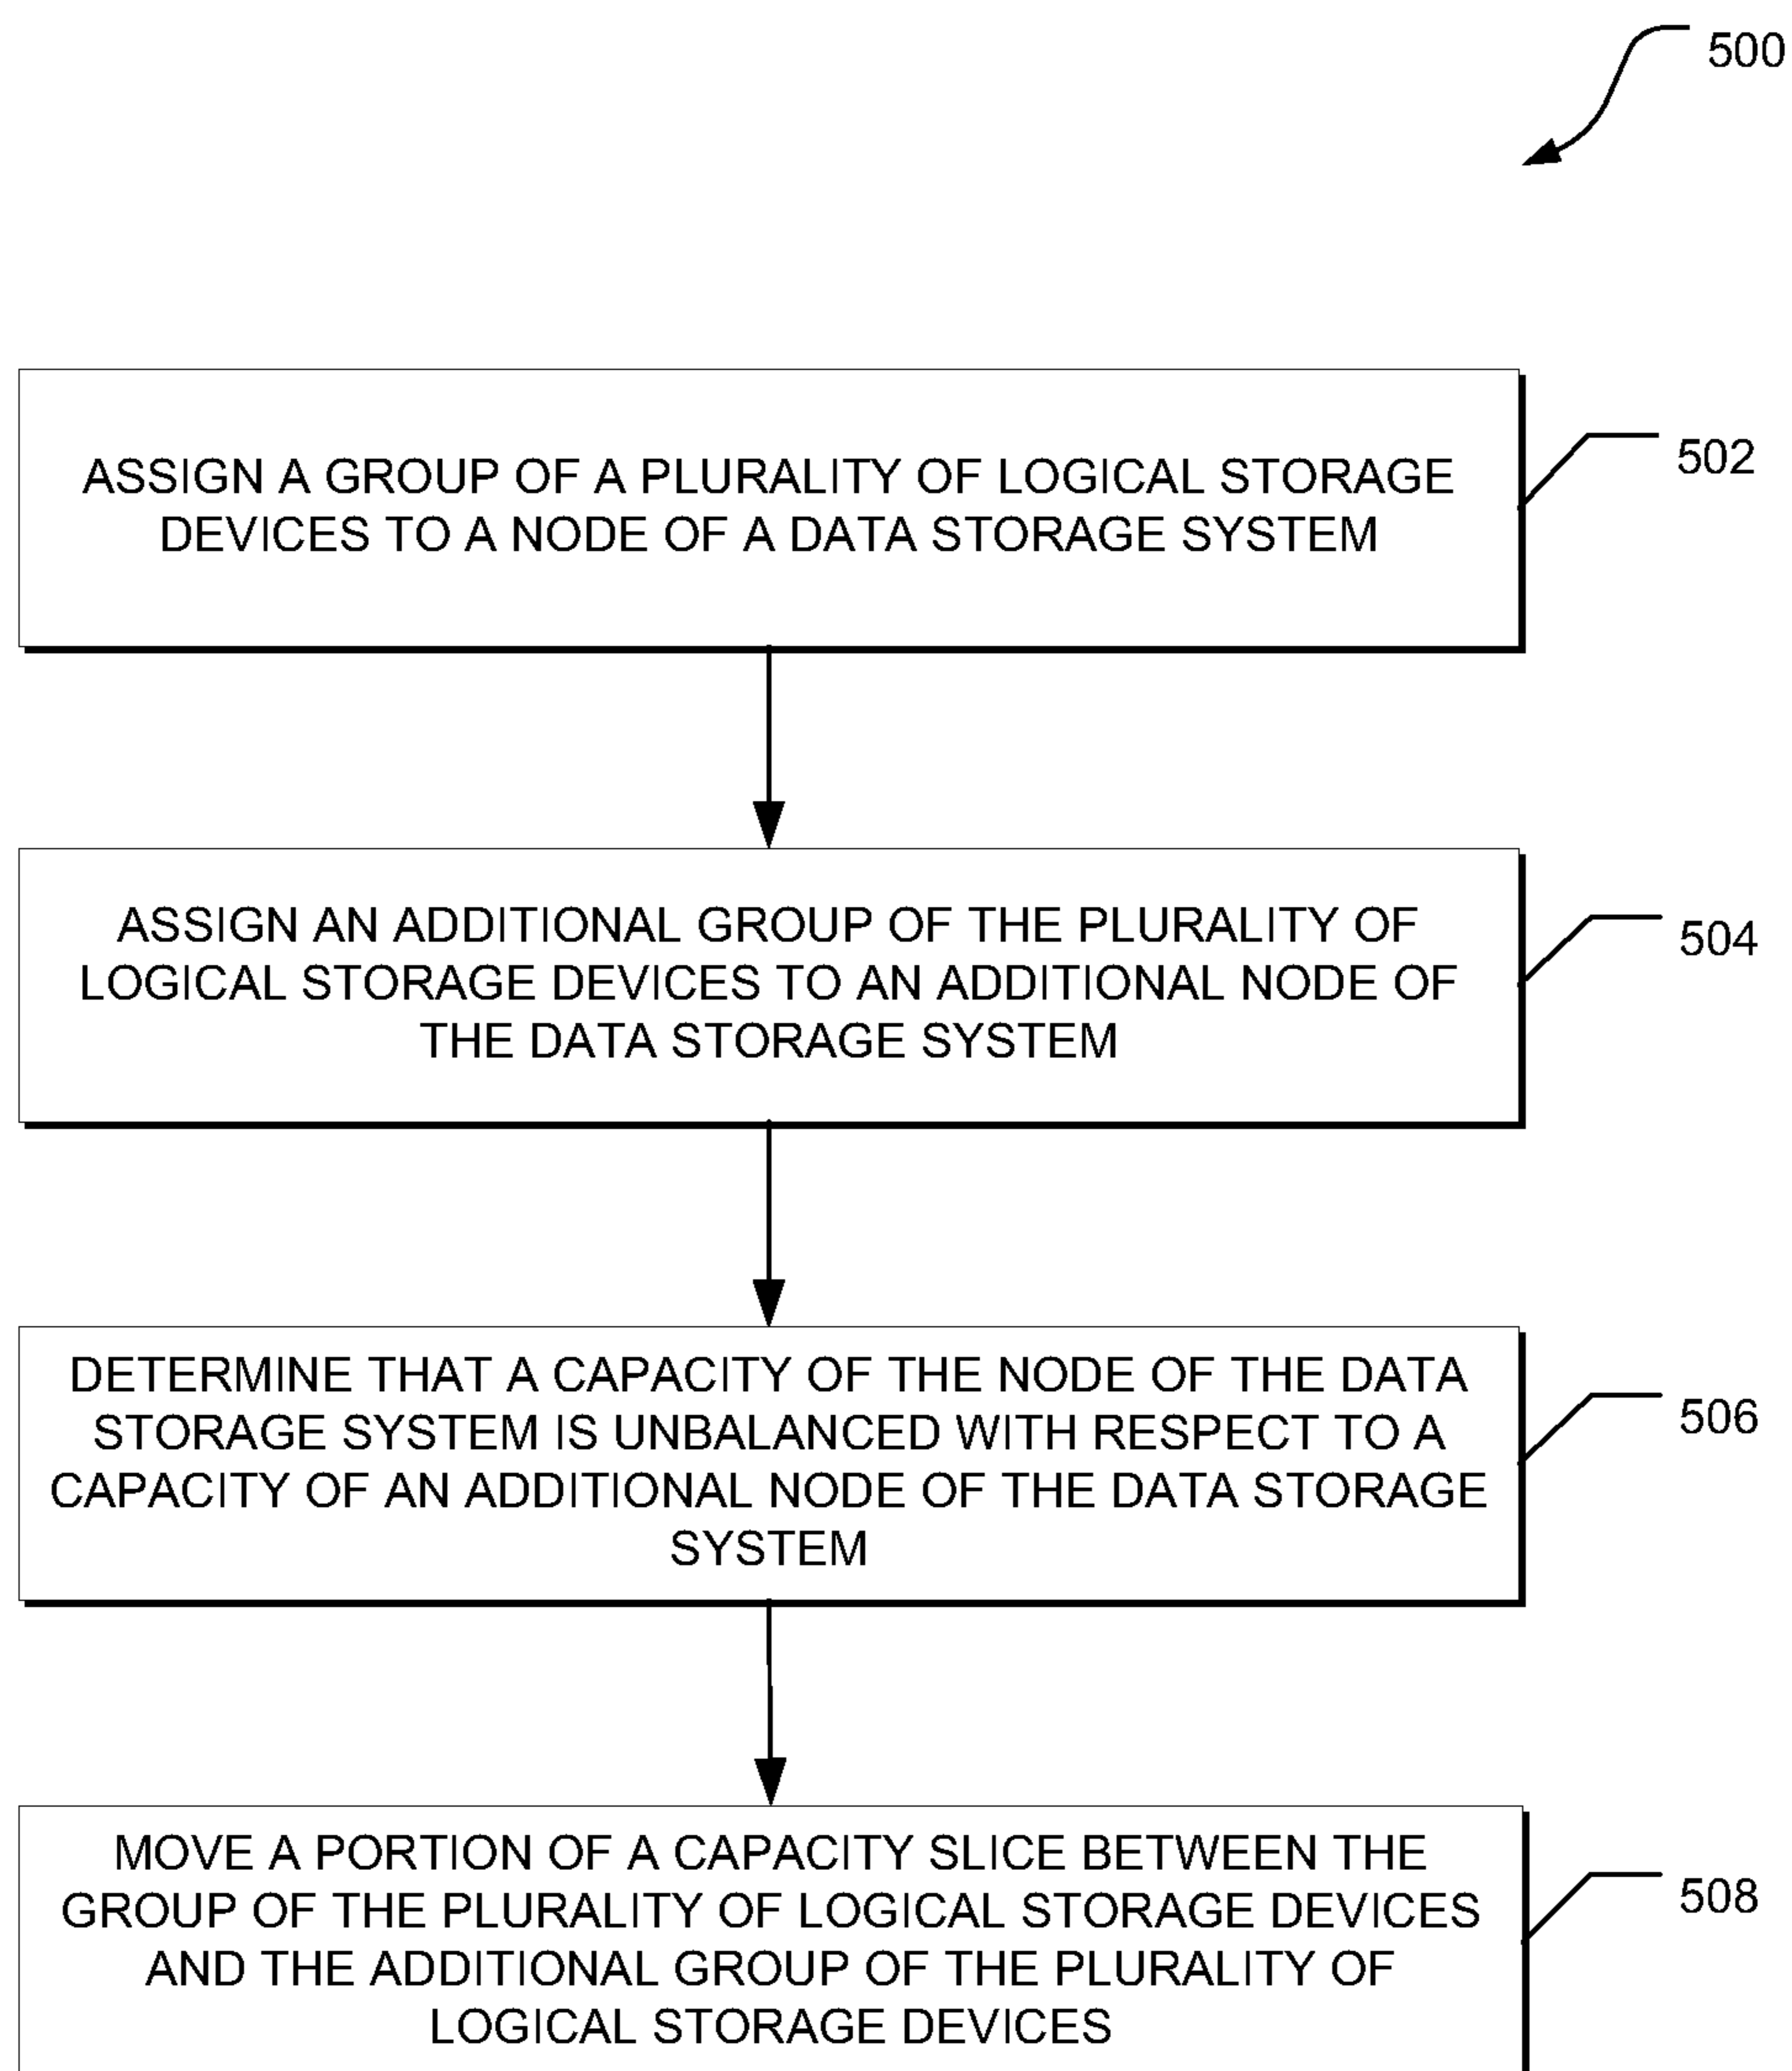 500
ASSIGN A GROUP OF A PLURALITY OF LOGICAL STORAGE
DEVICES TO A NODE OF A DATA STORAGE SYSTEM
502
ASSIGN AN ADDITIONAL GROUP OF THE PLURALITY OF
LOGICAL STORAGE DEVICES TO AN ADDITIONAL NODE OF
THE DATA STORAGE SYSTEM
504
DETERMINE THAT A CAPACITY OF THE NODE OF THE DATA
STORAGE SYSTEM IS UNBALANCED WITH RESPECT TO A
CAPACITY OF AN ADDITIONAL NODE OF THE DATA STORAGE
SYSTEM
506
MOVE A PORTION OF A CAPACITY SLICE BETWEEN THE
GROUP OF THE PLURALITY OF LOGICAL STORAGE DEVICES
AND THE ADDITIONAL GROUP OF THE PLURALITY OF
LOGICAL STORAGE DEVICES
508